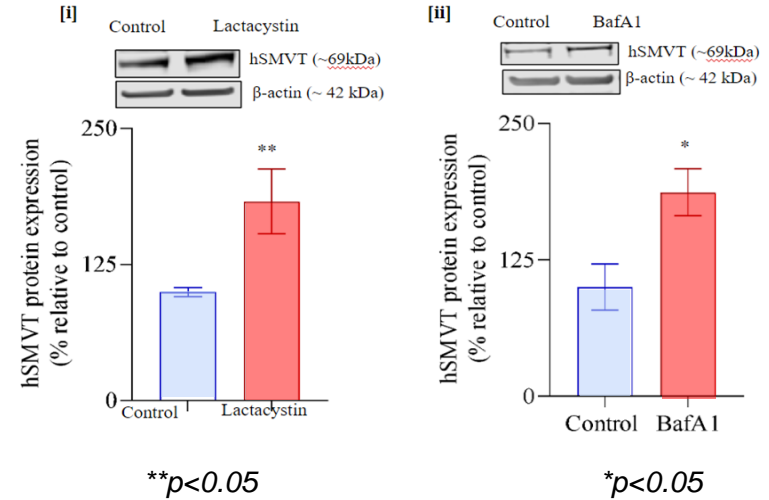 [i]
Control Lactacystin
hSMVT (~69kDa)
β-actin (~ 42 kDa)
250
125
0
hSMVT protein expression
(% relative to control)
**
Control Lactacystin
**p<0.05
[ii]
Control BafA1
hSMVT (~69kDa)
β-actin (~ 42 kDa)
250
125
0
hSMVT protein expression
(% relative to control)
*
Control BafA1
*p<0.05